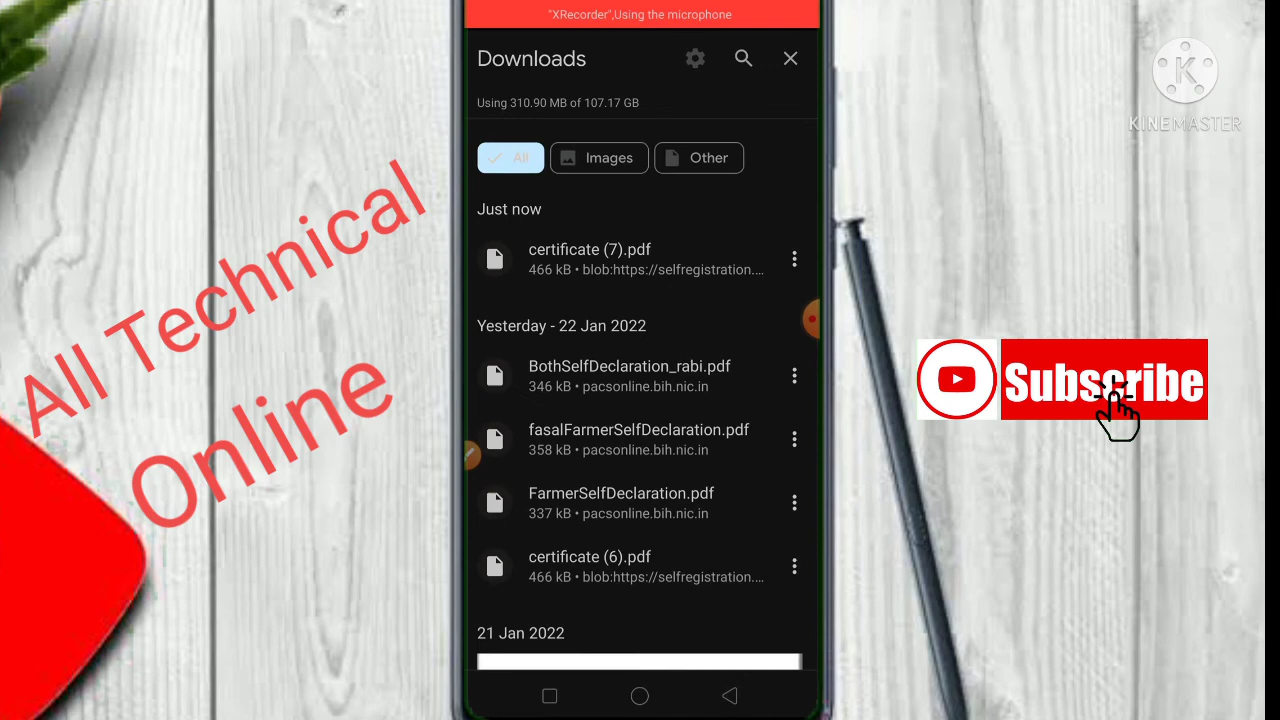 "XRecorder",Using the microphone
Downloads
Using 310.90 MB of 107.17 GB
All
Images
Other
Just now
certificate (7).pdf
466 kB • blob:https://selfregistration....
Yesterday - 22 Jan 2022
BothSelfDeclaration_rabi.pdf
346 kB • pacsonline.bih.nic.in
fasalFarmerSelfDeclaration.pdf
358 kB • pacsonline.bih.nic.in
FarmerSelfDeclaration.pdf
337 kB • pacsonline.bih.nic.in
certificate (6).pdf
466 kB • blob:https://selfregistration....
21 Jan 2022
All Technical
Online
K
KINEMASTER
Subscribe